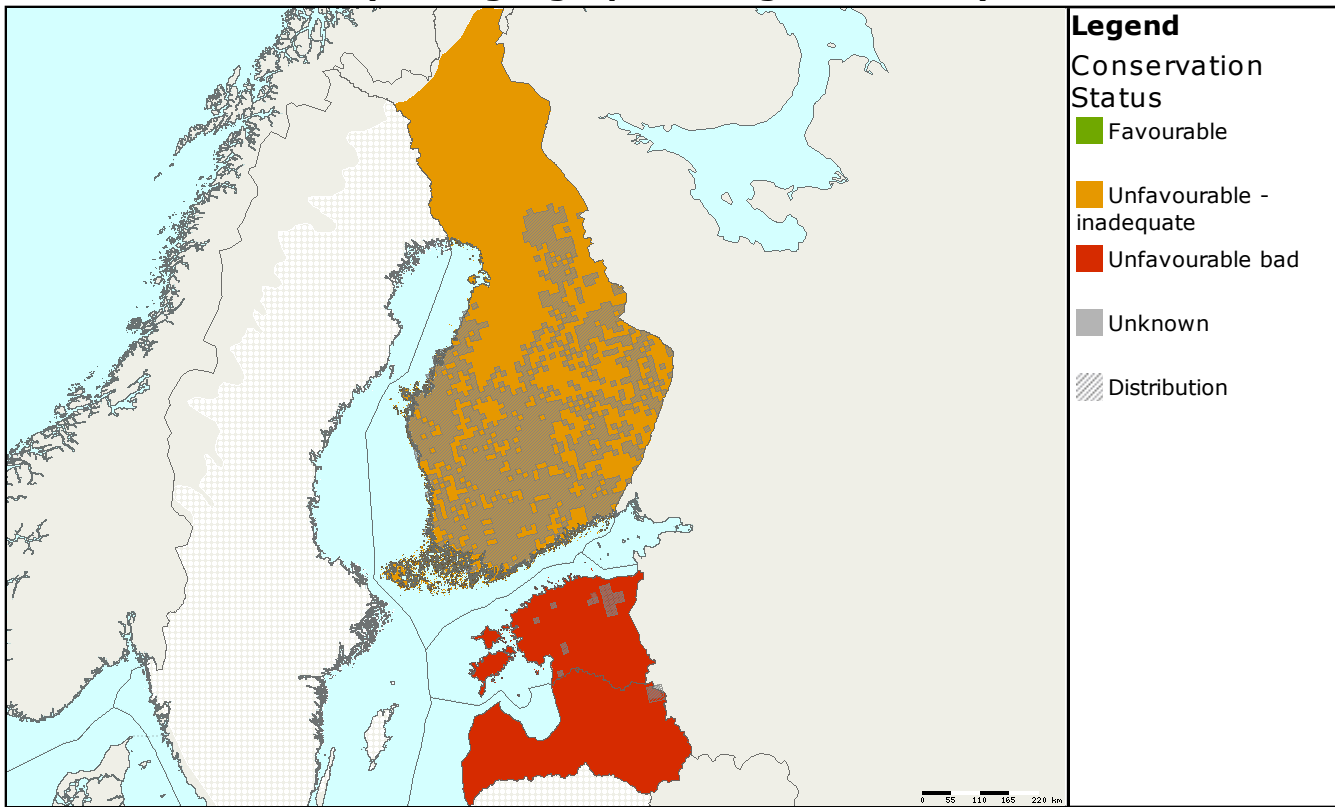 Legend
Conservation
Status
Favourable
Unfavourable -
inadequate
Unfavourable bad
Unknown
Distribution
0 55 110 165 220 km